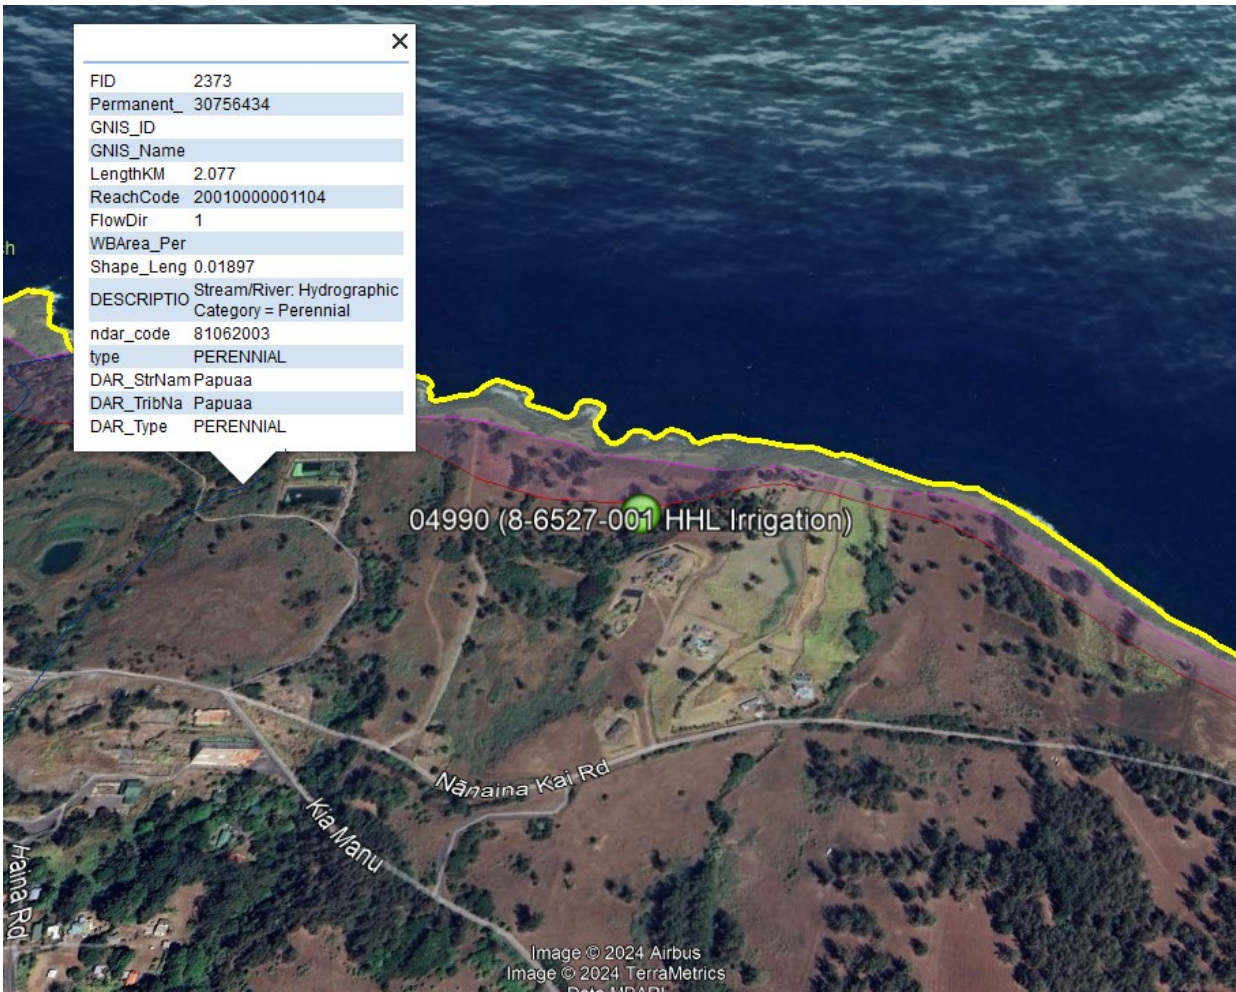 FID 2373
Permanent_ 30756434
GNIS_ID
GNIS_Name
LengthKM 2.077
ReachCode 20010000001104
FlowDir 1
WBArea_Per
Shape_Leng 0.01897
DESCRIPTIO Stream/River: Hydrographic
Category = Perennial
ndar_code 81062003
type PERENNIAL
DAR_StrNam Papuaa
DAR_TribNa Papuaa
DAR_Type PERENNIAL
04990 (8-6527-001 HHL Irrigation)
Nānaina Kai Rd
Kia Manu
Haina Rd
Image © 2024 Airbus
Image © 2024 TerraMetrics